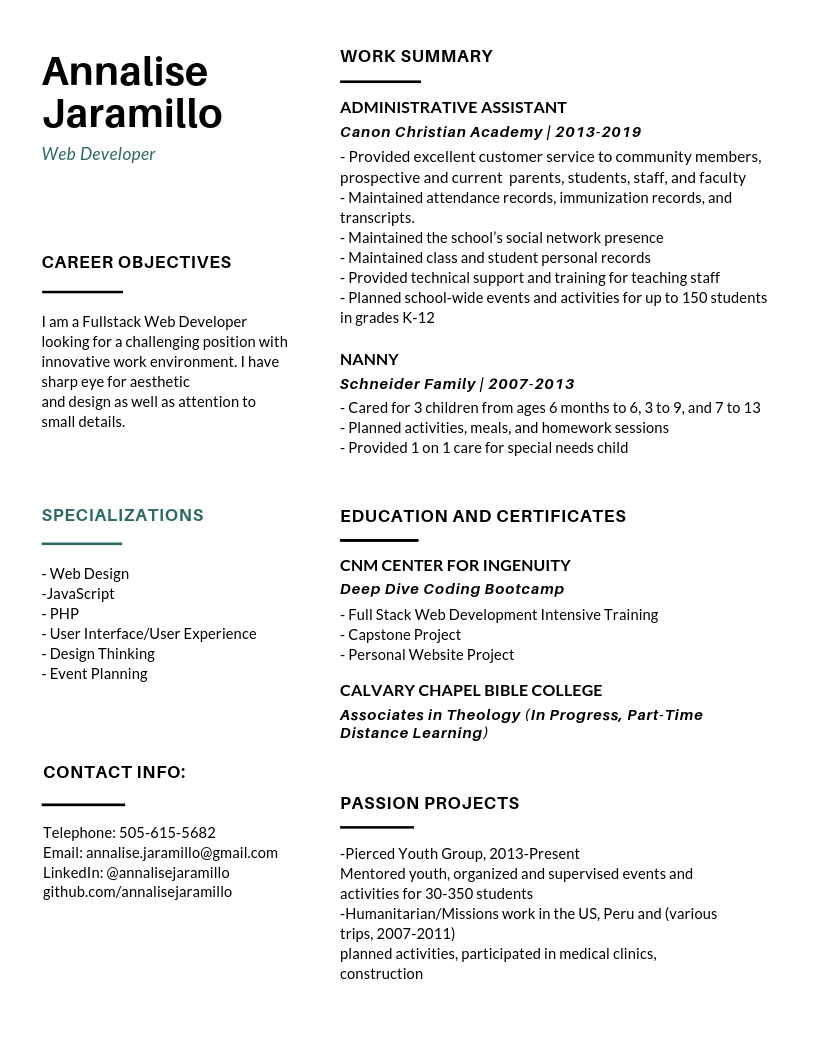 Annalise
Jaramillo
Web Developer
CAREER OBJECTIVES
I am a Fullstack Web Developer
looking for a challenging position with
innovative work environment. I have
sharp eye for aesthetic
and design as well as attention to
small details.
SPECIALIZATIONS
- Web Design
-JavaScript
- PHP
- User Interface/User Experience
- Design Thinking
- Event Planning
CONTACT INFO:
Telephone: 505-615-5682
Email: annalise.jaramillo@gmail.com
LinkedIn: @annalisejaramillo
github.com/annalisejaramillo
WORK SUMMARY
ADMINISTRATIVE ASSISTANT
Canon Christian Academy | 2013-2019
- Provided excellent customer service to community members,
prospective and current  parents, students, staff, and faculty
- Maintained attendance records, immunization records, and
transcripts.
- Maintained the school's social network presence
- Maintained class and student personal records
- Provided technical support and training for teaching staff
- Planned school-wide events and activities for up to 150 students
in grades K-12
NANNY
Schneider Family | 2007-2013
- Cared for 3 children from ages 6 months to 6, 3 to 9, and 7 to 13
- Planned activities, meals, and homework sessions
- Provided 1 on 1 care for special needs child
EDUCATION AND CERTIFICATES
CNM CENTER FOR INGENUITY
Deep Dive Coding Bootcamp
- Full Stack Web Development Intensive Training
- Capstone Project
- Personal Website Project
CALVARY CHAPEL BIBLE COLLEGE
Associates in Theology (In Progress, Part-Time
Distance Learning)
PASSION PROJECTS
-Pierced Youth Group, 2013-Present
Mentored youth, organized and supervised events and
activities for 30-350 students
-Humanitarian/Missions work in the US, Peru and (various
trips, 2007-2011)
planned activities, participated in medical clinics,
construction